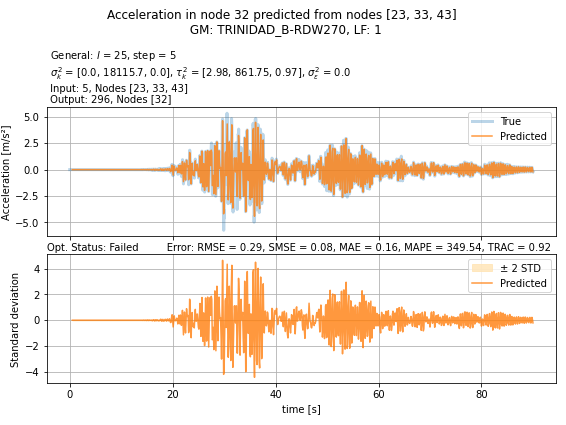 Acceleration in node 32 predicted from nodes [23, 33, 43]
GM: TRINIDAD_B-RDW270, LF: 1
General: l = 25, step = 5
σ²ₖ = [0.0, 18115.7, 0.0], τ²ₖ = [2.98, 861.75, 0.97], σ²ε = 0.0
Input: 5, Nodes [23, 33, 43]
Output: 296, Nodes [32]
Acceleration [m/s²]
5.0
2.5
0.0
−2.5
−5.0
True
Predicted
Opt. Status: Failed
Error: RMSE = 0.29, SMSE = 0.08, MAE = 0.16, MAPE = 349.54, TRAC = 0.92
Standard deviation
4
2
0
−2
−4
± 2 STD
Predicted
0 20 40 60 80
time [s]